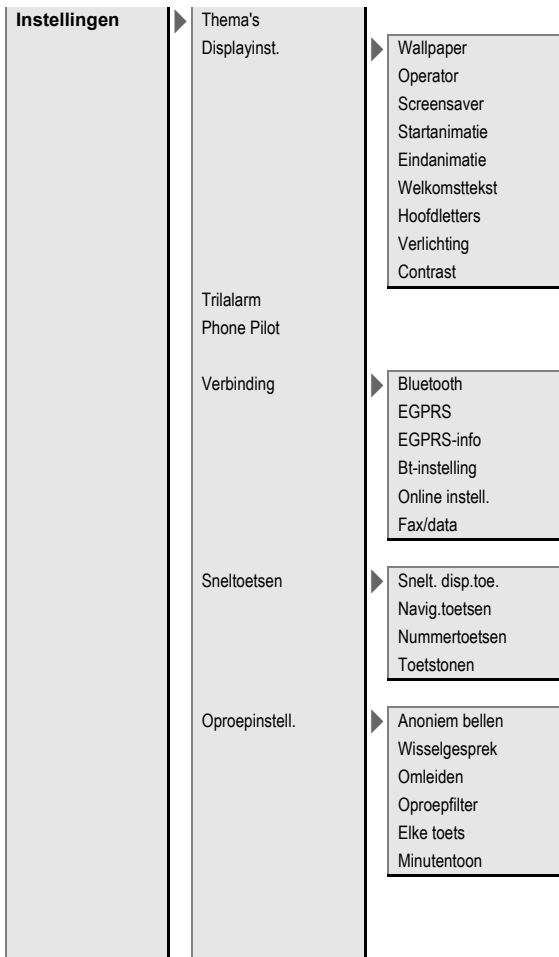 Instellingen
Thema's
Displayinst.
Wallpaper
Operator
Screensaver
Startanimatie
Eindanimatie
Welkomsttekst
Hoofdletters
Verlichting
Contrast
Trilalarm
Phone Pilot
Verbinding
Bluetooth
EGPRS
EGPRS-info
Bt-instelling
Online instell.
Fax/data
Sneltoetsen
Snelt. disp.toe.
Navig.toetsen
Nummertoetsen
Toetstonen
Oproepinstell.
Anoniem bellen
Wisselgesprek
Omleiden
Oproepfilter
Elke toets
Minutentoon